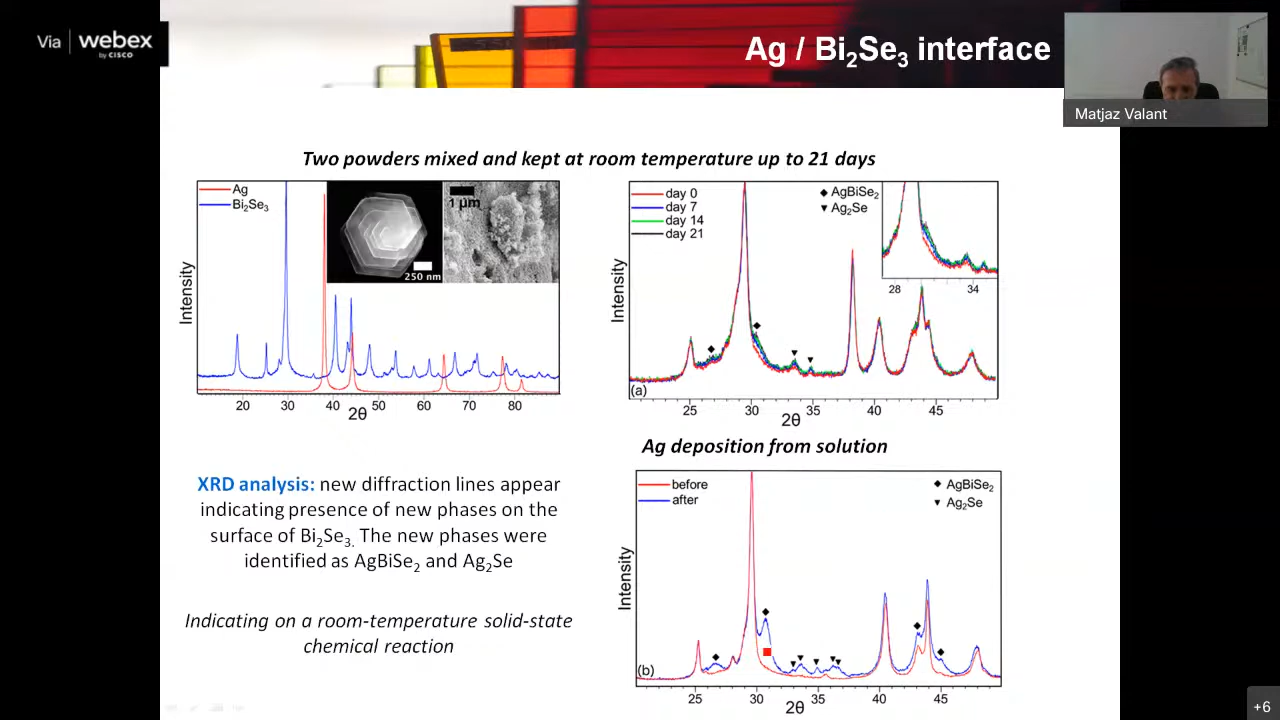 Via webex
by CISCO
Ag / Bi₂Se₃ interface
Matjaz Valant
Two powders mixed and kept at room temperature up to 21 days
Ag
Bi₂Se₃
250 nm
1 µm
Intensity
20 30 40 50 60 70 80
2θ
day 0
day 7
day 14
day 21
◆ AgBiSe₂
▼ Ag₂Se
28 34
Intensity
(a)
25 30 35 40 45
2θ
Ag deposition from solution
XRD analysis: new diffraction lines appear
indicating presence of new phases on the
surface of Bi₂Se₃. The new phases were
identified as AgBiSe₂ and Ag₂Se
Indicating on a room-temperature solid-state
chemical reaction
before
after
◆ AgBiSe₂
▼ Ag₂Se
Intensity
(b)
25 30 35 40 45
2θ
+6